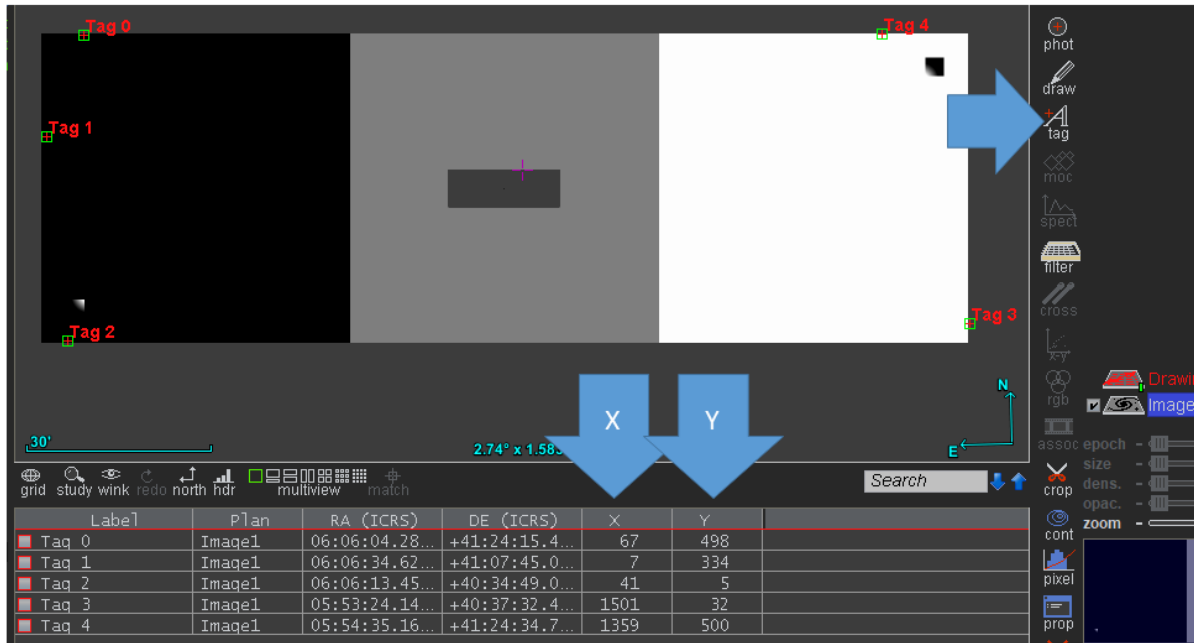 Tag 0
Tag 4
Tag 1
Tag 2
Tag 3
phot
draw
tag
moc
spect
filter
cross
x-y
rgb
assoc
crop
cont
pixel
prop
N
E
30'
2.74° x 1.58
X
Y
Drawin
Image
epoch -
size -
dens. -
opac. -
zoom -
grid study wink redo north hdr multiview match
Search
Label Plan RA (ICRS) DE (ICRS) X Y
Tag 0 Image1 06:06:04.28... +41:24:15.4... 67 498
Tag 1 Image1 06:06:34.62... +41:07:45.0... 7 334
Tag 2 Image1 06:06:13.45... +40:34:49.0... 41 5
Tag 3 Image1 05:53:24.14... +40:37:32.4... 1501 32
Tag 4 Image1 05:54:35.16... +41:24:34.7... 1359 500